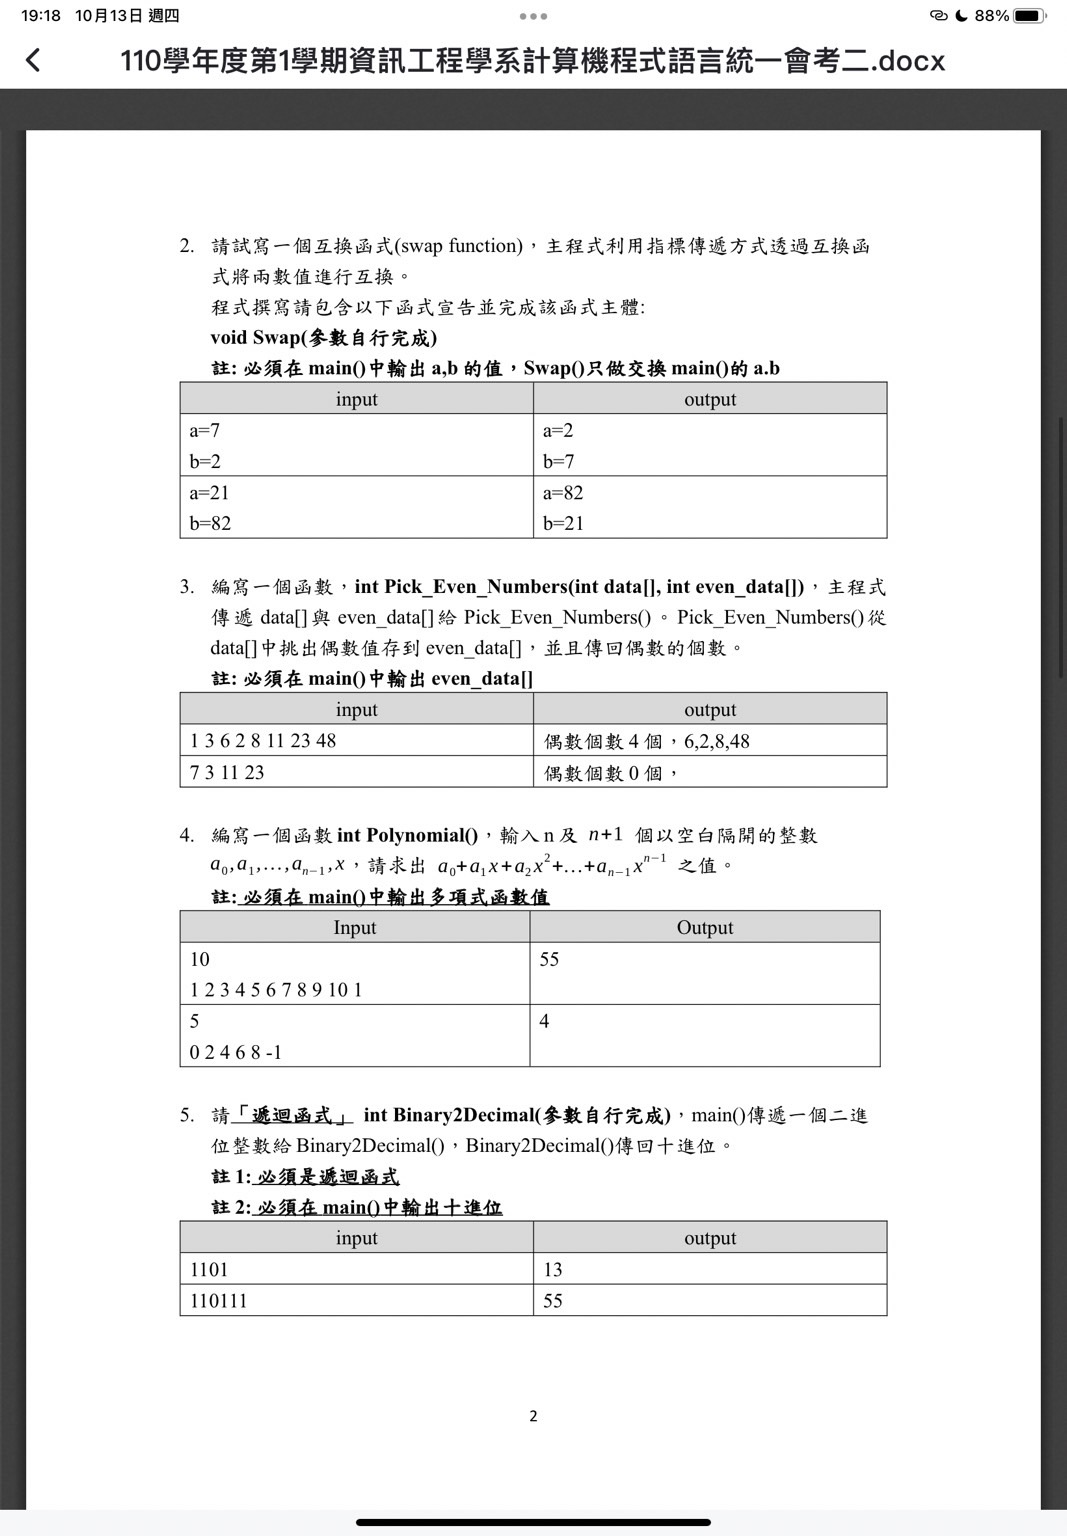 19:18 10月13日 週四
88%
110學年度第1學期資訊工程學系計算機程式語言統一會考二.docx
2. 請試寫一個互換函式(swap function)，主程式利用指標傳遞方式透過互換函
式將兩數值進行互換。
程式撰寫請包含以下函式宣告並完成該函式主體:
void Swap(參數自行完成)
註: 必須在 main()中輸出 a,b 的值，Swap()只做交換 main()的 a.b
input output
a=7 a=2
b=2 b=7
a=21 a=82
b=82 b=21
3. 編寫一個函數，int Pick_Even_Numbers(int data[], int even_data[])，主程式
傳遞 data[]與 even_data[]給 Pick_Even_Numbers()。Pick_Even_Numbers()從
data[]中挑出偶數值存到 even_data[]，並且傳回偶數的個數。
註: 必須在 main()中輸出 even_data[]
input output
1 3 6 2 8 11 23 48 偶數個數 4 個，6,2,8,48
7 3 11 23 偶數個數 0 個，
4. 編寫一個函數 int Polynomial()，輸入 n 及 n+1 個以空白隔開的整數
a₀,a₁,...,aₙ₋₁,x，請求出 a₀+a₁x+a₂x²+...+aₙ₋₁xⁿ⁻¹ 之值。
註: 必須在 main()中輸出多項式函數值
Input Output
10 55
1 2 3 4 5 6 7 8 9 10 1
5 4
0 2 4 6 8 -1
5. 請「遞迴函式」 int Binary2Decimal(參數自行完成)，main()傳遞一個二進
位整數給 Binary2Decimal()，Binary2Decimal()傳回十進位。
註 1: 必須是遞迴函式
註 2: 必須在 main()中輸出十進位
input output
1101 13
110111 55
2